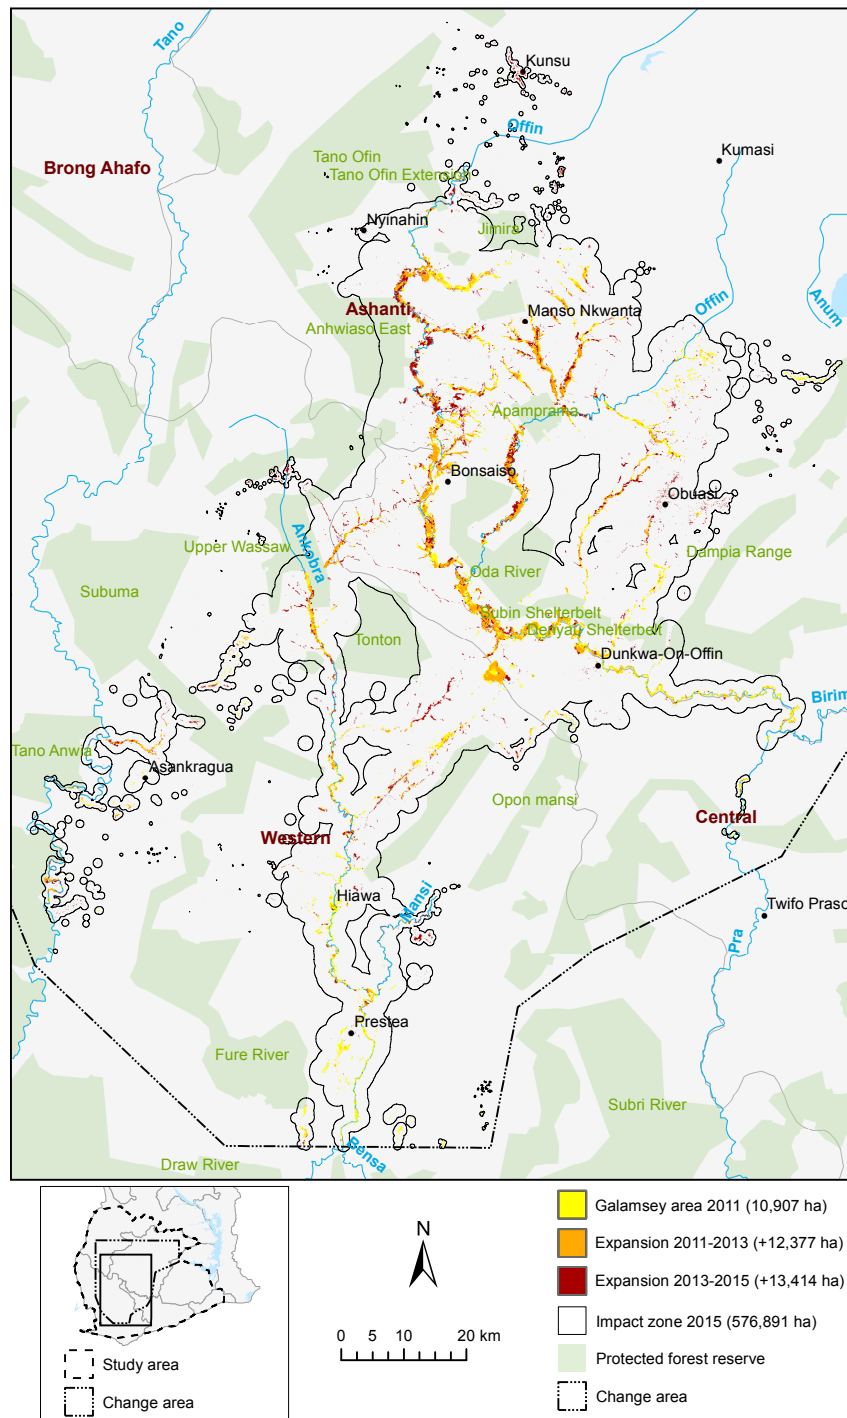 Tano
Kunsu
Offin
Kumasi
Tano Ofin
Brong Ahafo
Tano Ofin Extension
Nyinahin
Jimira
Offin
Anum
Ashanti
Manso Nkwanta
Anhwiaso East
Apamprama
Bonsaiso
Obuasi
Ankobra
Upper Wassaw
Dampia Range
Oda River
Subuma
Subin Shelterbelt
Denyau Shelterbelt
Tonton
Dunkwa-On-Offin
Birim
Tano Anwia
Asankragua
Opon mansi
Central
Western
Hiawa
Mansi
Twifo Praso
Pra
Prestea
Fure River
Subri River
Bensa
Draw River
Study area
Change area
N
0 5 10 20 km
Galamsey area 2011 (10,907 ha)
Expansion 2011-2013 (+12,377 ha)
Expansion 2013-2015 (+13,414 ha)
Impact zone 2015 (576,891 ha)
Protected forest reserve
Change area